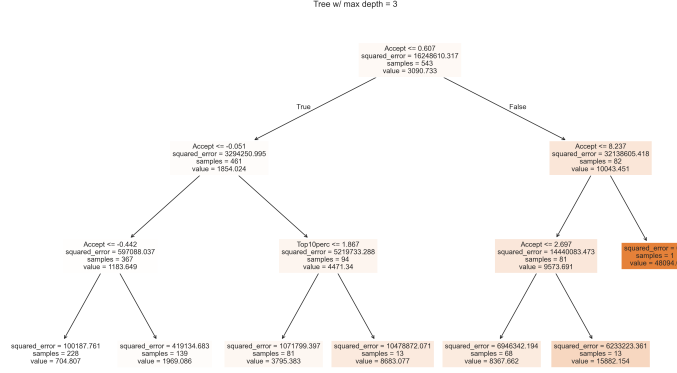 Tree w/ max depth = 3
Accept <= 0.607
squared_error = 16248610.317
samples = 543
value = 3090.733
True
False
Accept <= -0.051
squared_error = 3294250.995
samples = 461
value = 1854.024
Accept <= 8.237
squared_error = 32138605.418
samples = 82
value = 10043.451
Accept <= -0.442
squared_error = 597088.037
samples = 367
value = 1183.649
Top10perc <= 1.867
squared_error = 5219733.288
samples = 94
value = 4471.34
Accept <= 2.697
squared_error = 14440083.473
samples = 81
value = 9573.691
squared_error =
samples = 1
value = 48094.
squared_error = 100187.761
samples = 228
value = 704.807
squared_error = 419134.683
samples = 139
value = 1969.086
squared_error = 1071799.397
samples = 81
value = 3795.383
squared_error = 10478872.071
samples = 13
value = 8683.077
squared_error = 6946342.194
samples = 68
value = 8367.662
squared_error = 6233223.361
samples = 13
value = 15882.154